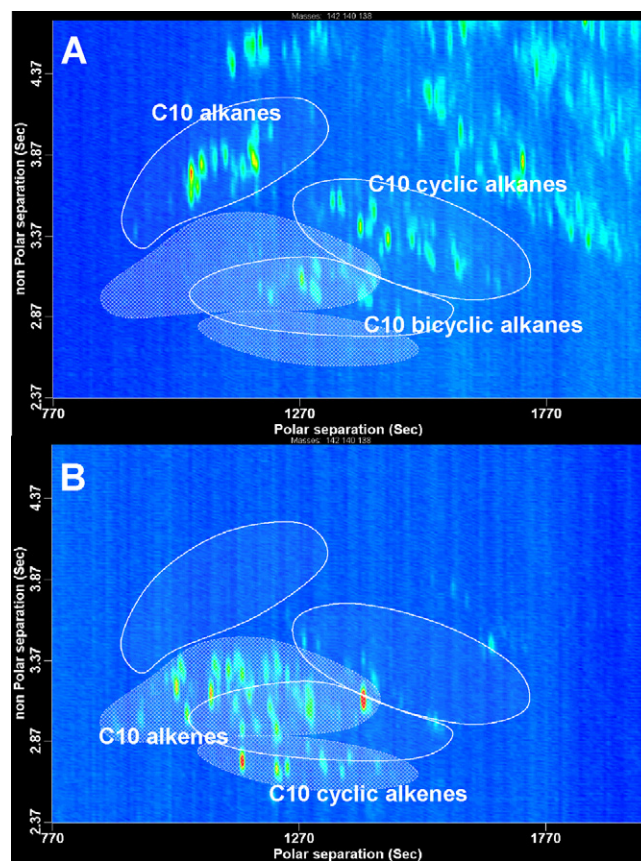 Masses: 142 140 138
A
C10 alkanes
C10 cyclic alkanes
C10 bicyclic alkanes
non Polar separation (Sec)
4.37
3.87
3.37
2.87
2.37
770
1270
1770
Polar separation (Sec)
Masses: 142 140 138
B
C10 alkenes
C10 cyclic alkenes
non Polar separation (Sec)
4.37
3.87
3.37
2.87
2.37
770
1270
1770
Polar separation (Sec)